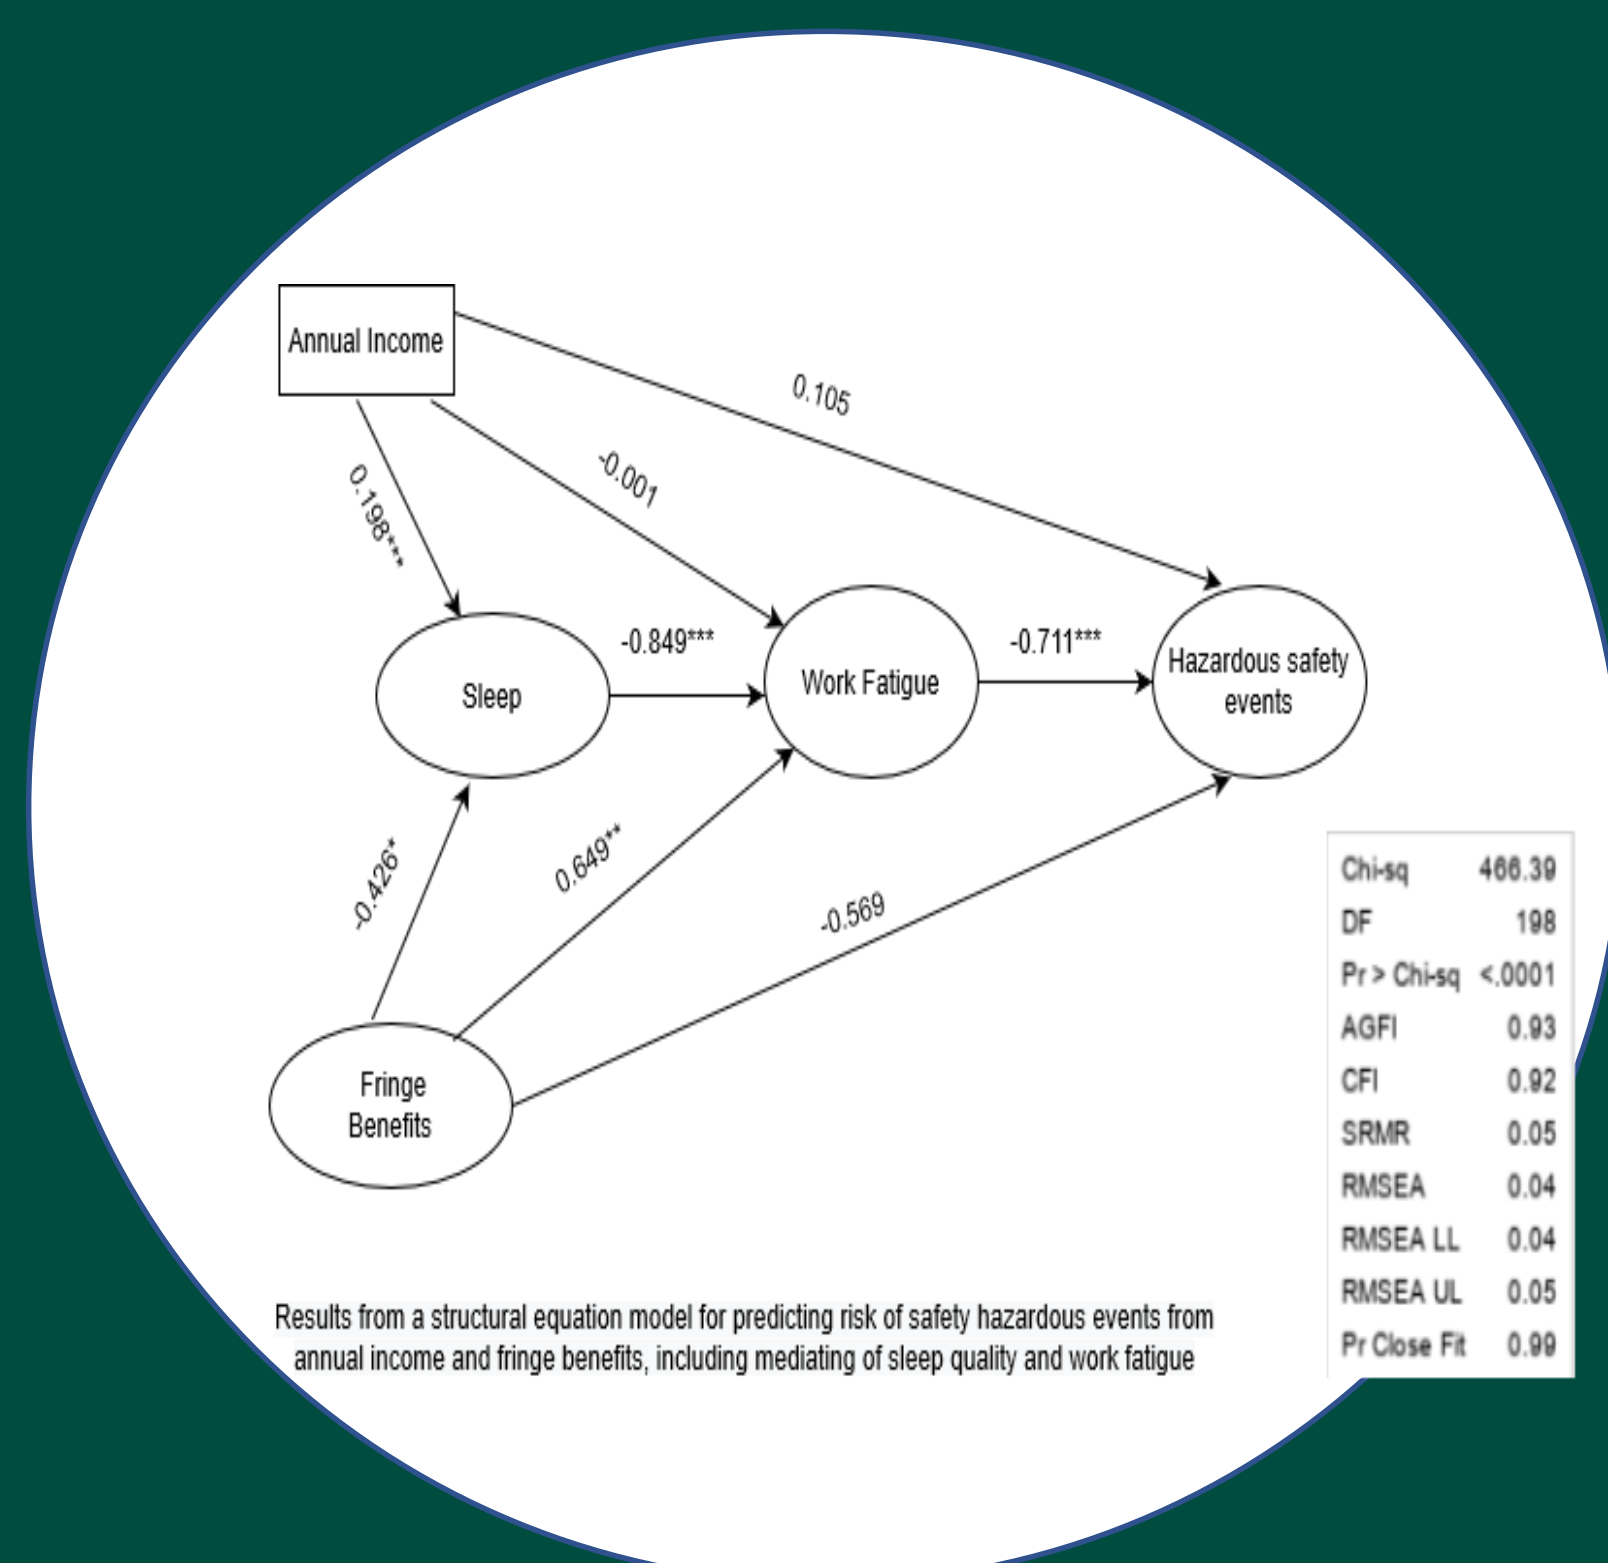 Annual Income
0.105
-0.001
0.198***
-0.849***
-0.711***
Sleep
Work Fatigue
Hazardous safety
events
-0.426*
0.649**
-0.569
Fringe
Benefits
Chi-sq 466.39
DF 198
Pr > Chi-sq <.0001
AGFI 0.93
CFI 0.92
SRMR 0.05
RMSEA 0.04
RMSEA LL 0.04
RMSEA UL 0.05
Pr Close Fit 0.99
Results from a structural equation model for predicting risk of safety hazardous events from
annual income and fringe benefits, including mediating of sleep quality and work fatigue